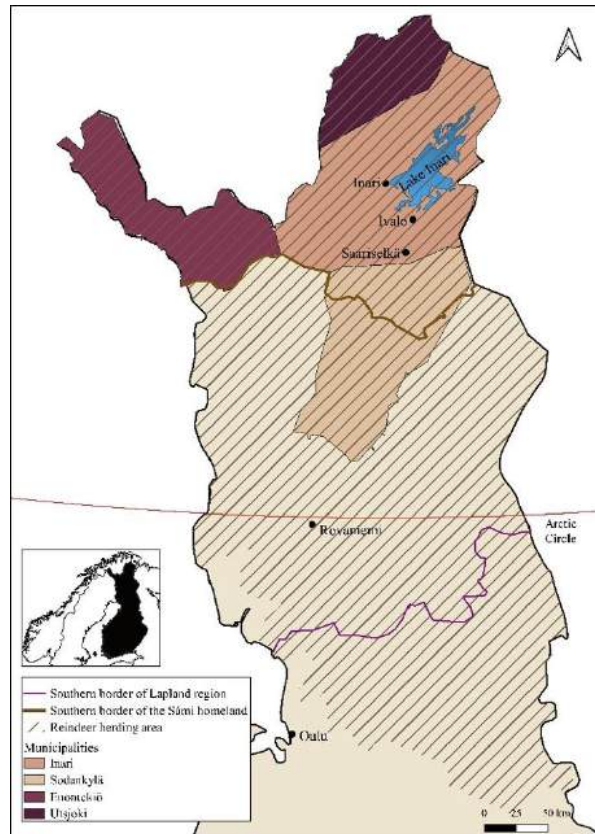 Lake Inari
Inari
Ivalo
Saariselkä
Arctic
Circle
Rovaniemi
Southern border of Lapland region
Southern border of the Sámi homeland
Reindeer herding area
Oulu
Municipalities
Inari
Sodankylä
Enontekiö
Utsjoki
0 25 50 km